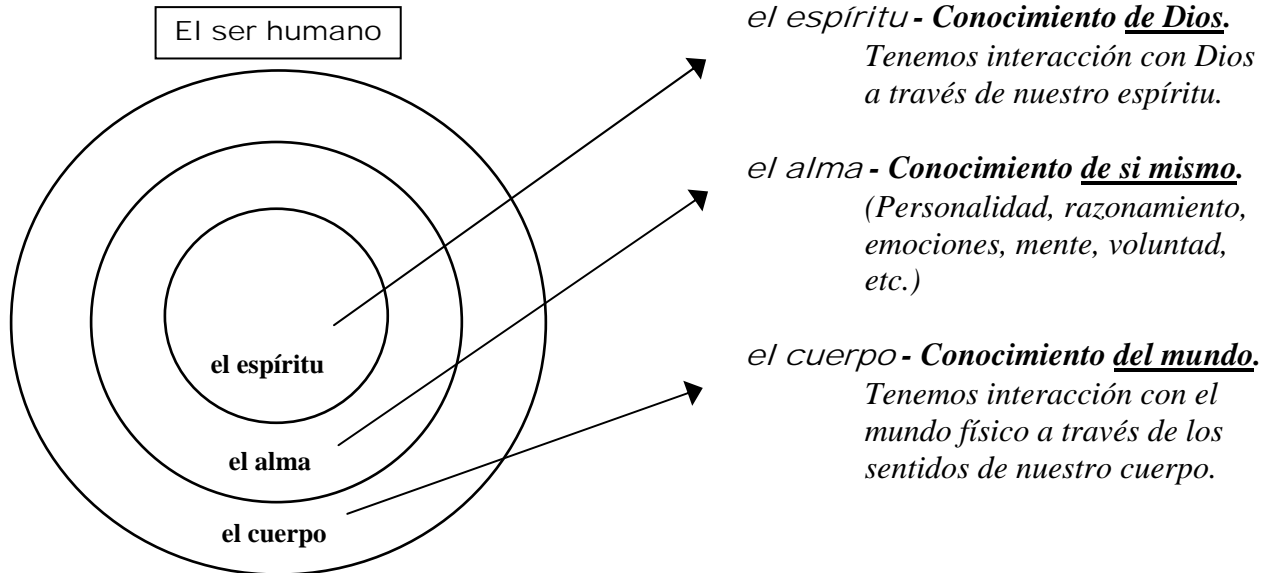 El ser humano
el espíritu
el alma
el cuerpo
el espíritu - Conocimiento de Dios.
Tenemos interacción con Dios
a través de nuestro espíritu.
el alma - Conocimiento de si mismo.
(Personalidad, razonamiento,
emociones, mente, voluntad,
etc.)
el cuerpo - Conocimiento del mundo.
Tenemos interacción con el
mundo físico a través de los
sentidos de nuestro cuerpo.